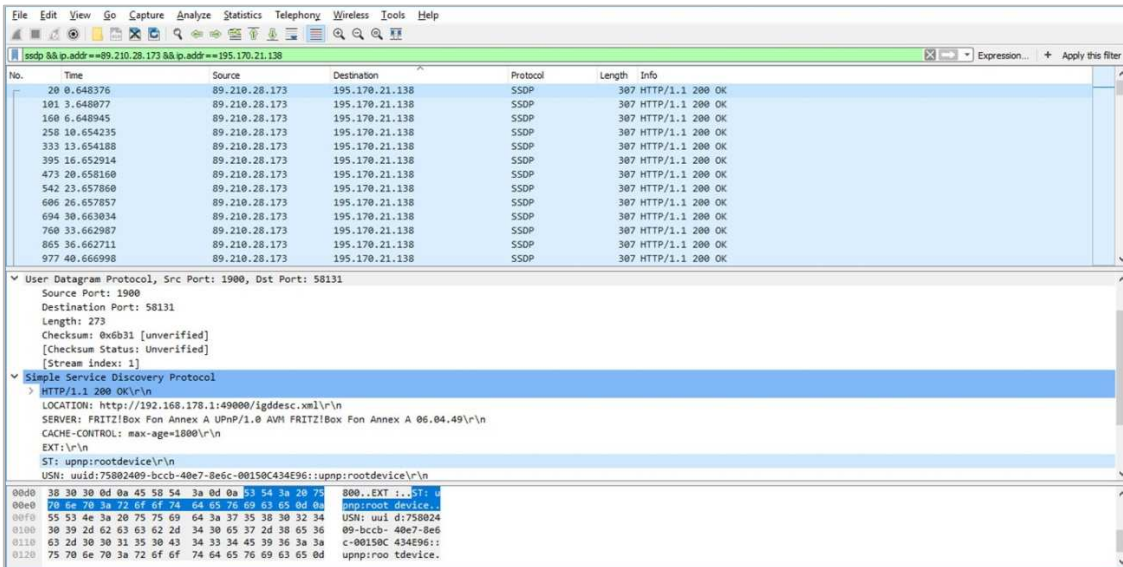 File Edit View Go Capture Analyze Statistics Telephony Wireless Tools Help
ssdp && ip.addr==89.210.28.173 && ip.addr==195.170.21.138 Expression... + Apply this filter
No. Time Source Destination Protocol Length Info
20 0.648376 89.210.28.173 195.170.21.138 SSDP 307 HTTP/1.1 200 OK
101 3.648077 89.210.28.173 195.170.21.138 SSDP 307 HTTP/1.1 200 OK
160 6.648945 89.210.28.173 195.170.21.138 SSDP 307 HTTP/1.1 200 OK
258 10.654235 89.210.28.173 195.170.21.138 SSDP 307 HTTP/1.1 200 OK
333 13.654188 89.210.28.173 195.170.21.138 SSDP 307 HTTP/1.1 200 OK
395 16.652914 89.210.28.173 195.170.21.138 SSDP 307 HTTP/1.1 200 OK
473 20.658160 89.210.28.173 195.170.21.138 SSDP 307 HTTP/1.1 200 OK
542 23.657860 89.210.28.173 195.170.21.138 SSDP 307 HTTP/1.1 200 OK
606 26.657857 89.210.28.173 195.170.21.138 SSDP 307 HTTP/1.1 200 OK
694 30.663034 89.210.28.173 195.170.21.138 SSDP 307 HTTP/1.1 200 OK
760 33.662987 89.210.28.173 195.170.21.138 SSDP 307 HTTP/1.1 200 OK
865 36.662711 89.210.28.173 195.170.21.138 SSDP 307 HTTP/1.1 200 OK
977 40.666998 89.210.28.173 195.170.21.138 SSDP 307 HTTP/1.1 200 OK
User Datagram Protocol, Src Port: 1900, Dst Port: 58131
Source Port: 1900
Destination Port: 58131
Length: 273
Checksum: 0x6b31 [unverified]
[Checksum Status: Unverified]
[Stream index: 1]
Simple Service Discovery Protocol
HTTP/1.1 200 OK\r\n
LOCATION: http://192.168.178.1:49000/igddesc.xml\r\n
SERVER: FRITZ!Box Fon Annex A UPnP/1.0 AVM FRITZ!Box Fon Annex A 06.04.49\r\n
CACHE-CONTROL: max-age=1800\r\n
EXT:\r\n
ST: upnp:rootdevice\r\n
USN: uuid:75802409-bccb-40e7-8e6c-00150C434E96::upnp:rootdevice\r\n
00d0 38 30 30 0d 0a 45 58 54 3a 0d 0a 53 54 3a 20 75 800..EXT :..ST: u
00e0 70 6e 70 3a 72 6f 6f 74 64 65 76 69 63 65 0d 0a pnp:root device..
00f0 55 53 4e 3a 20 75 75 69 64 3a 37 35 38 30 32 34 USN: uui d:758024
0100 30 39 2d 62 63 63 62 2d 34 30 65 37 2d 38 65 36 09-bccb- 40e7-8e6
0110 63 2d 30 30 31 35 30 43 34 33 34 45 39 36 3a 3a c-00150C 434E96::
0120 75 70 6e 70 3a 72 6f 6f 74 64 65 76 69 63 65 0d upnp:roo tdevice.